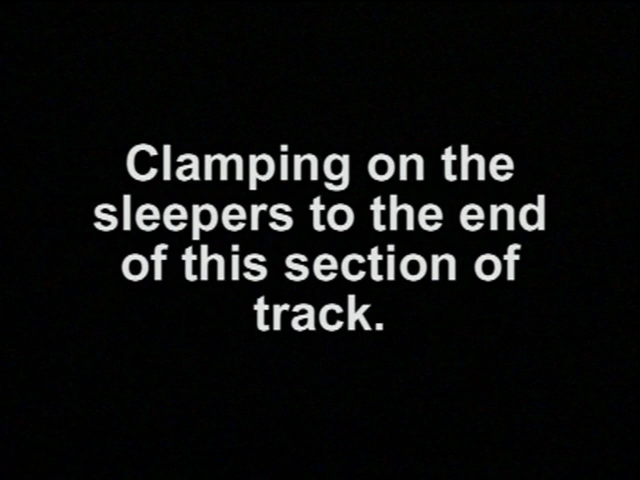 Clamping on the
sleepers to the end
of this section of
track.